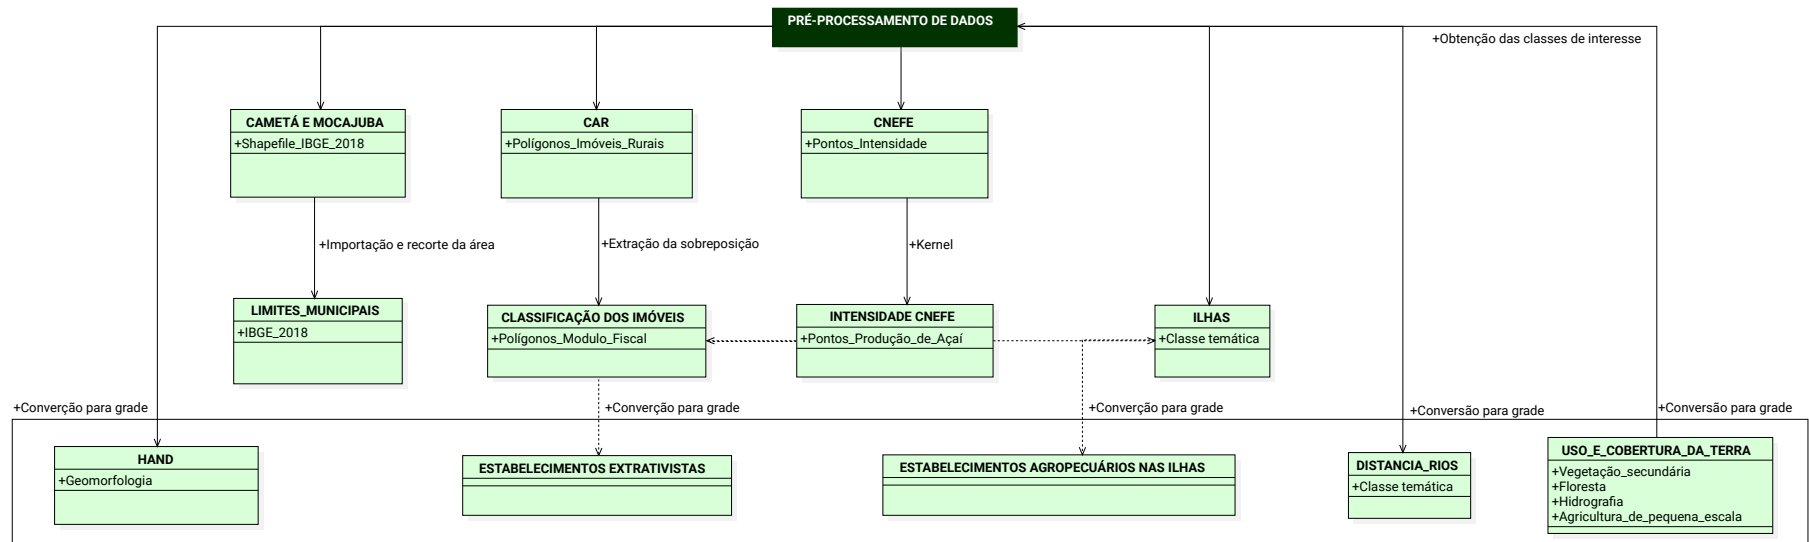 PRÉ-PROCESSAMENTO DE DADOS
+Obtenção das classes de interesse
CAMETÁ E MOCAJUBA
+Shapefile_IBGE_2018
CAR
+Polígonos_Imóveis_Rurais
CNEFE
+Pontos_Intensidade
+Importação e recorte da área
+Extração da sobreposição
+Kernel
LIMITES_MUNICIPAIS
+IBGE_2018
CLASSIFICAÇÃO DOS IMÓVEIS
+Polígonos_Modulo_Fiscal
INTENSIDADE CNEFE
+Pontos_Produção_de_Açaí
ILHAS
+Classe temática
+Converção para grade
+Converção para grade
+Converção para grade
+Conversão para grade
+Conversão para grade
HAND
+Geomorfologia
ESTABELECIMENTOS EXTRATIVISTAS
ESTABELECIMENTOS AGROPECUÁRIOS NAS ILHAS
DISTANCIA_RIOS
+Classe temática
USO_E_COBERTURA_DA_TERRA
+Vegetação_secundária
+Floresta
+Hidrografia
+Agricultura_de_pequena_escala